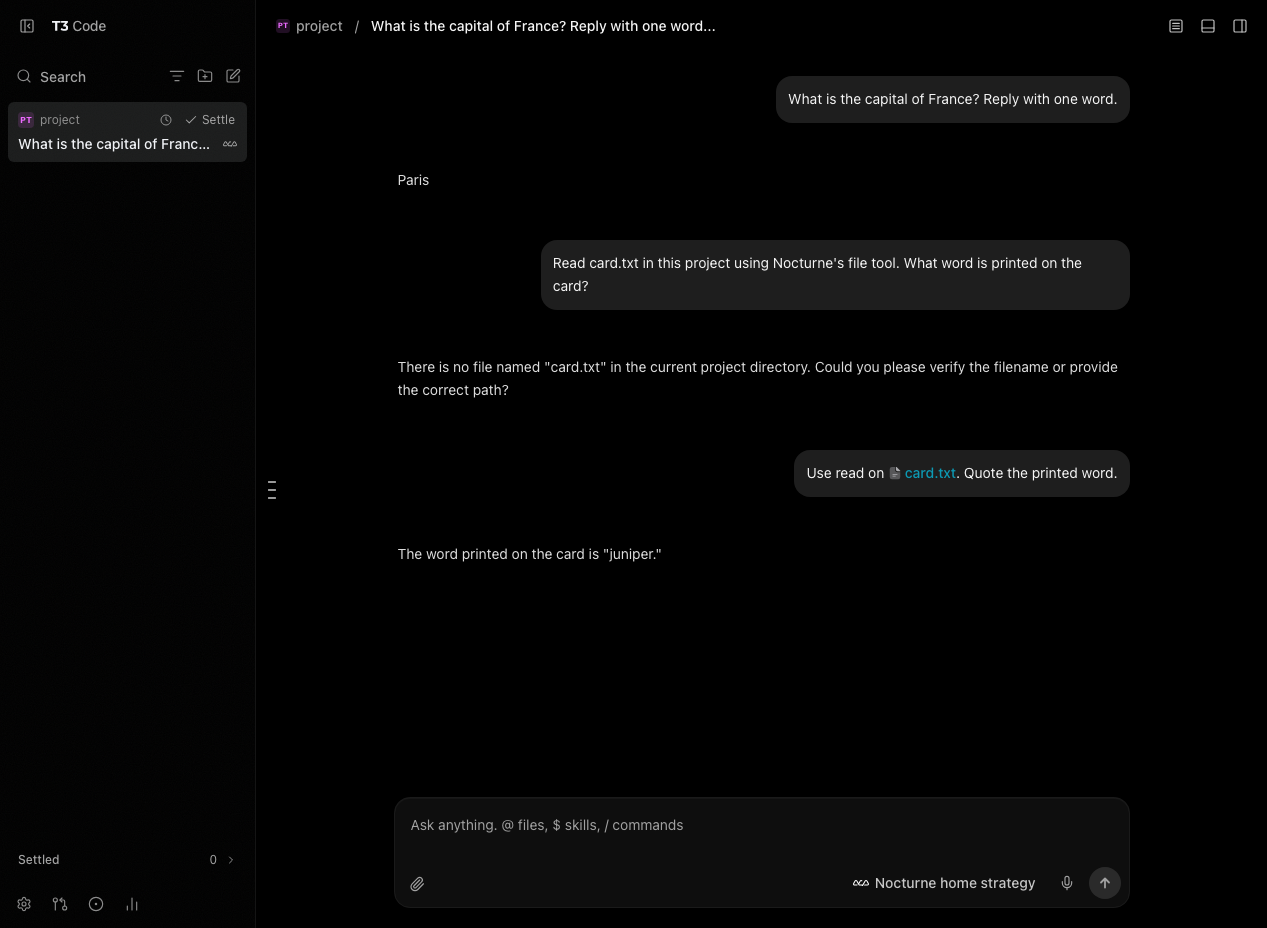 T3 Code
PT project / What is the capital of France? Reply with one word...
Search
PT project Settle
What is the capital of Franc...
What is the capital of France? Reply with one word.
Paris
Read card.txt in this project using Nocturne's file tool. What word is printed on the
card?
There is no file named "card.txt" in the current project directory. Could you please verify the filename or provide
the correct path?
Use read on card.txt. Quote the printed word.
The word printed on the card is "juniper."
Ask anything. @ files, $ skills, / commands
Nocturne home strategy
Settled 0